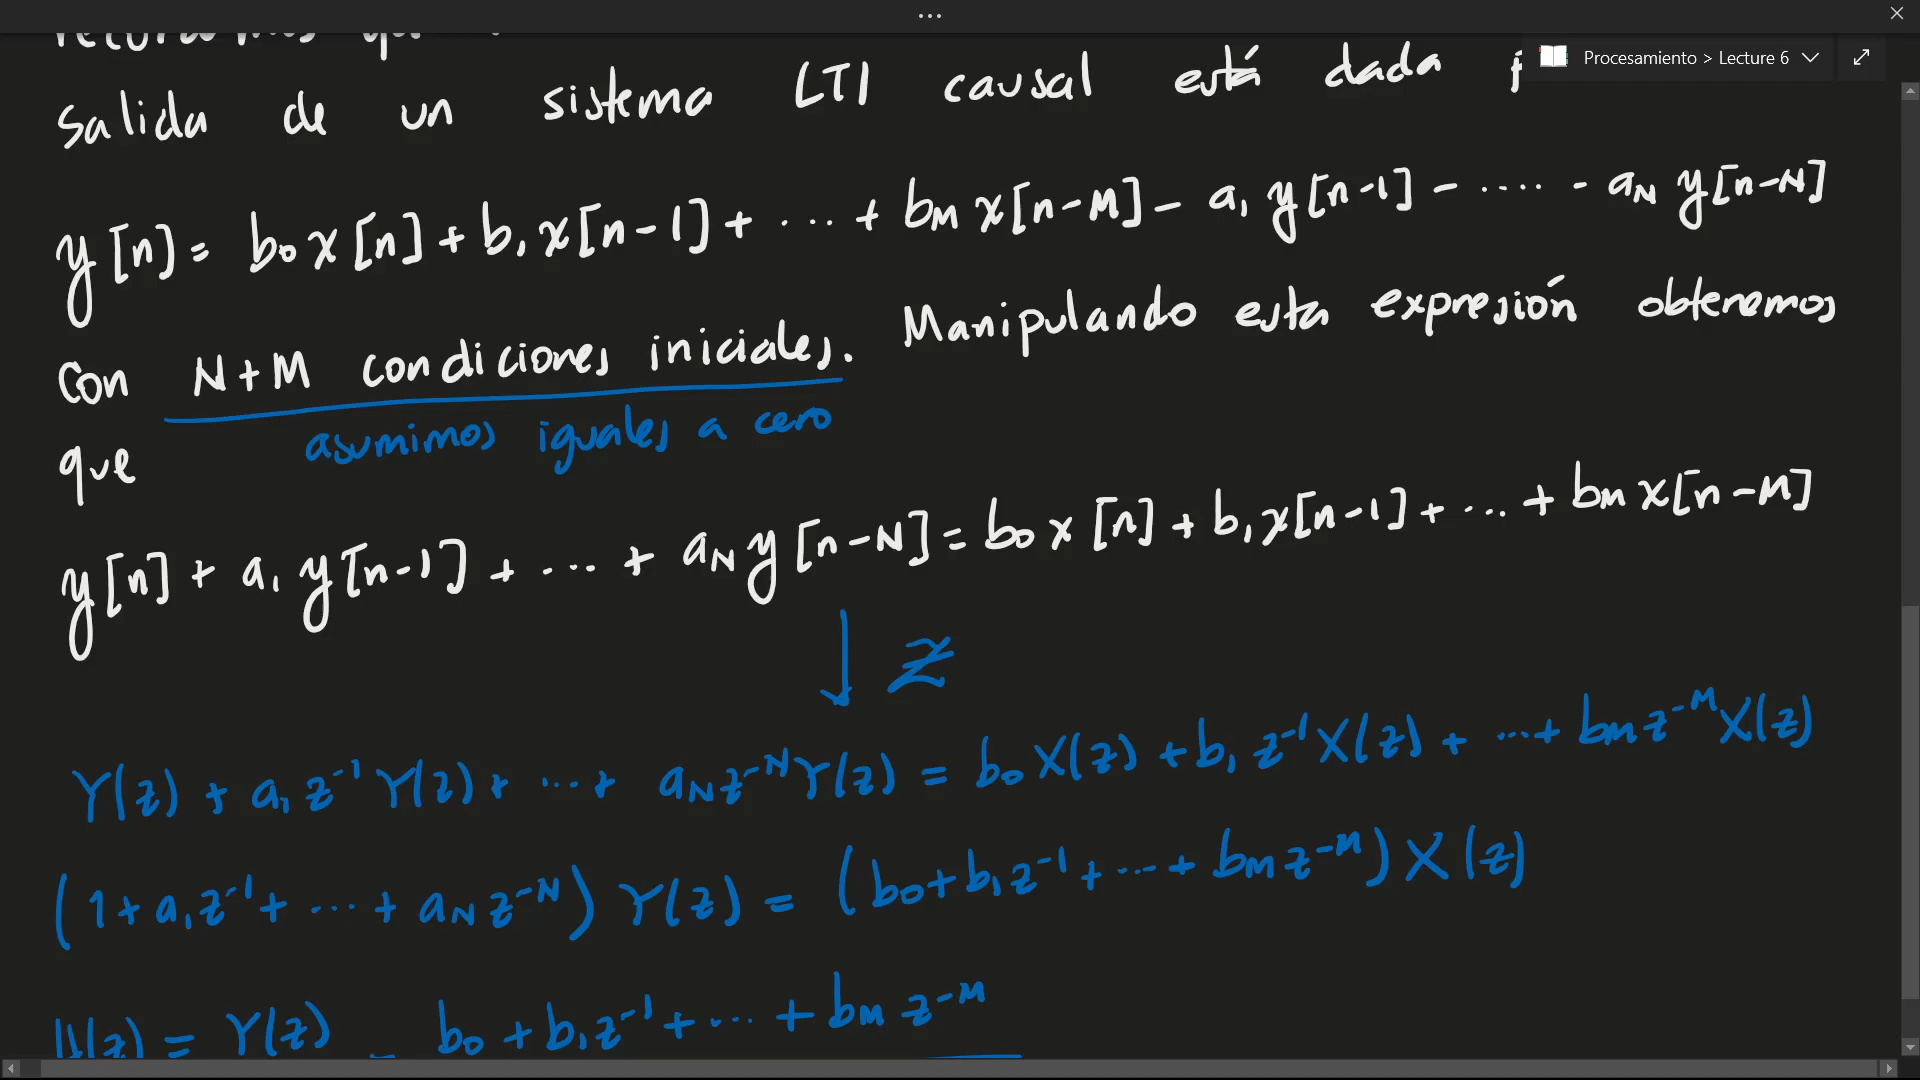 ...
Procesamiento > Lecture 6
salida de un sistema LTI causal está dada
y[n] = b₀x[n] + b₁x[n-1] + ... + bₘx[n-M] - a₁y[n-1] - ..... - a_N y[n-N]
con N+M condiciones iniciales. Manipulando esta expresión obtenemos
asumimos iguales a cero
que
y[n] + a₁y[n-1] + ... + a_N y[n-N] = b₀x[n] + b₁x[n-1] + ... + bₘx[n-M]
↓ Z
Y(z) + a₁z⁻¹Y(z) + ... + a_N z^{-N}Y(z) = b₀X(z) + b₁z⁻¹X(z) + ... + bₘz^{-M}X(z)
(1 + a₁z⁻¹ + ... + a_N z^{-N}) Y(z) = (b₀ + b₁z⁻¹ + ... + bₘz^{-M}) X(z)
H(z) = Y(z) = b₀ + b₁z⁻¹ + ... + bₘz^{-M}